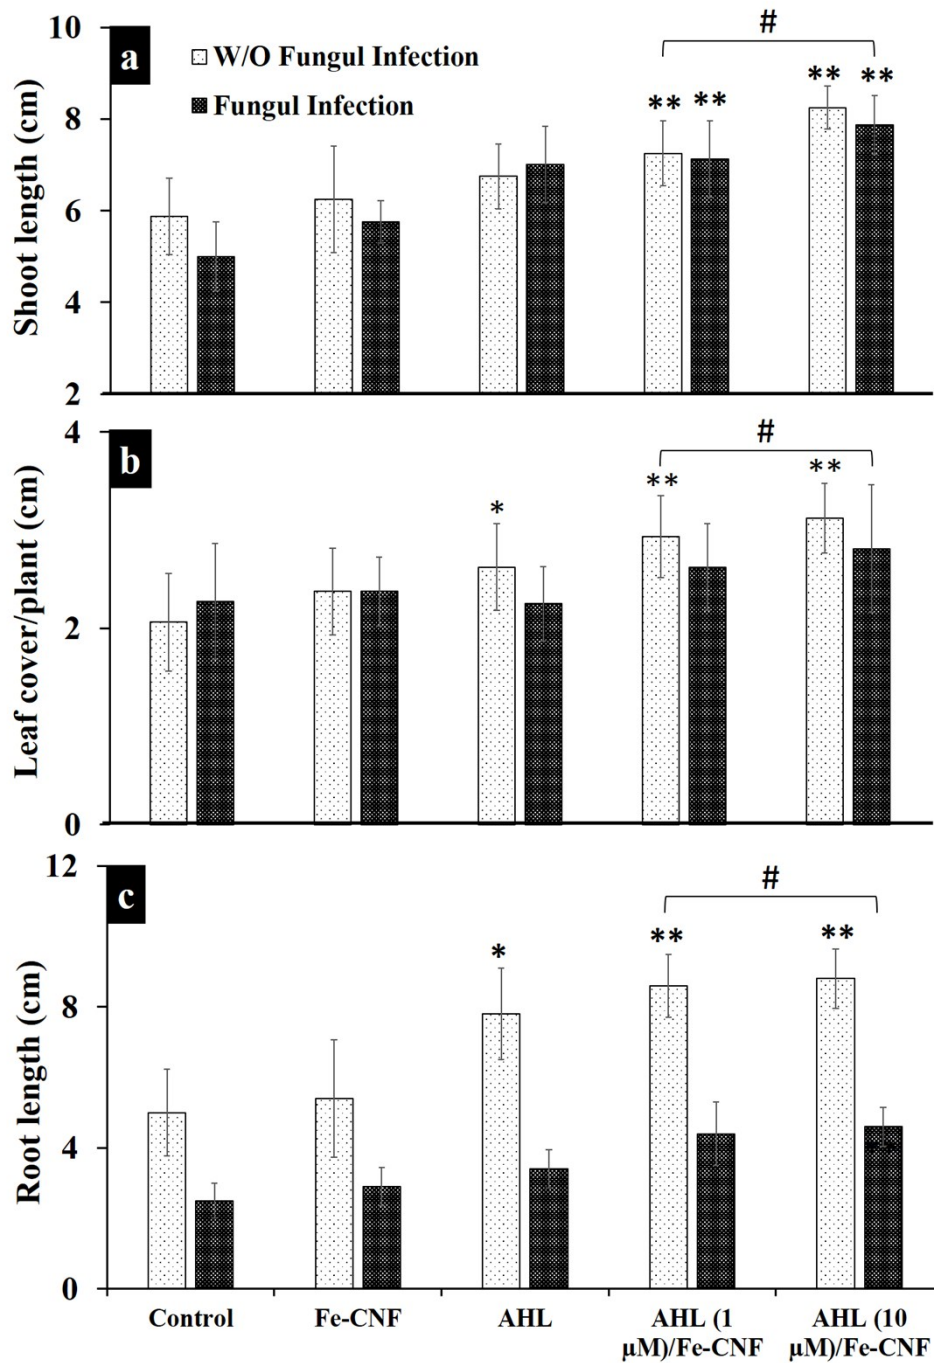 a
10
8
6
4
2
Shoot length (cm)
W/O Fungul Infection
Fungul Infection
#
** **
** **
b
4
2
0
Leaf cover/plant (cm)
#
*
**
**
c
12
8
4
0
Root length (cm)
#
*
**
**
Control
Fe-CNF
AHL
AHL (1
µM)/Fe-CNF
AHL (10
µM)/Fe-CNF